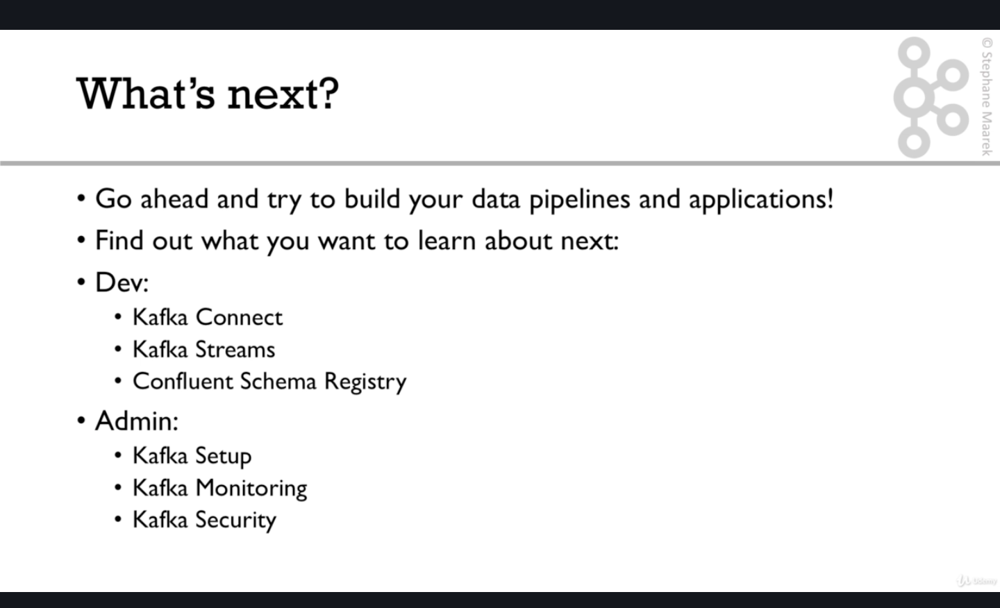 What's next?
© Stephane Maarek
• Go ahead and try to build your data pipelines and applications!
• Find out what you want to learn about next:
• Dev:
• Kafka Connect
• Kafka Streams
• Confluent Schema Registry
• Admin:
• Kafka Setup
• Kafka Monitoring
• Kafka Security
Udemy